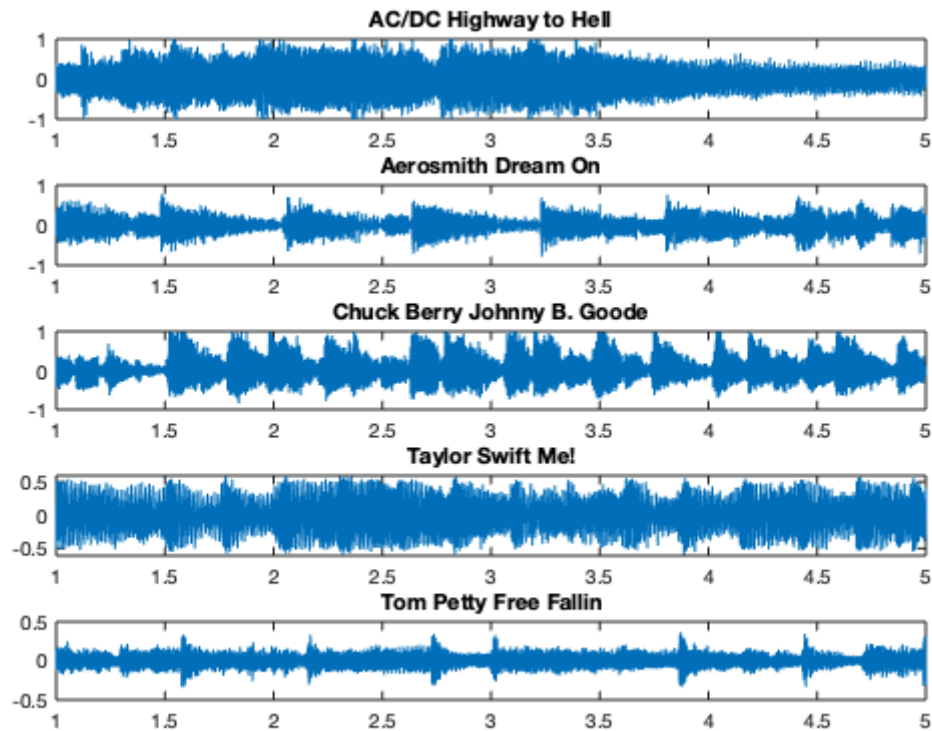 AC/DC Highway to Hell
1
0
-1
1 1.5 2 2.5 3 3.5 4 4.5 5
Aerosmith Dream On
1
0
-1
1 1.5 2 2.5 3 3.5 4 4.5 5
Chuck Berry Johnny B. Goode
1
0
-1
1 1.5 2 2.5 3 3.5 4 4.5 5
Taylor Swift Me!
0.5
0
-0.5
1 1.5 2 2.5 3 3.5 4 4.5 5
Tom Petty Free Fallin
0.5
0
-0.5
1 1.5 2 2.5 3 3.5 4 4.5 5